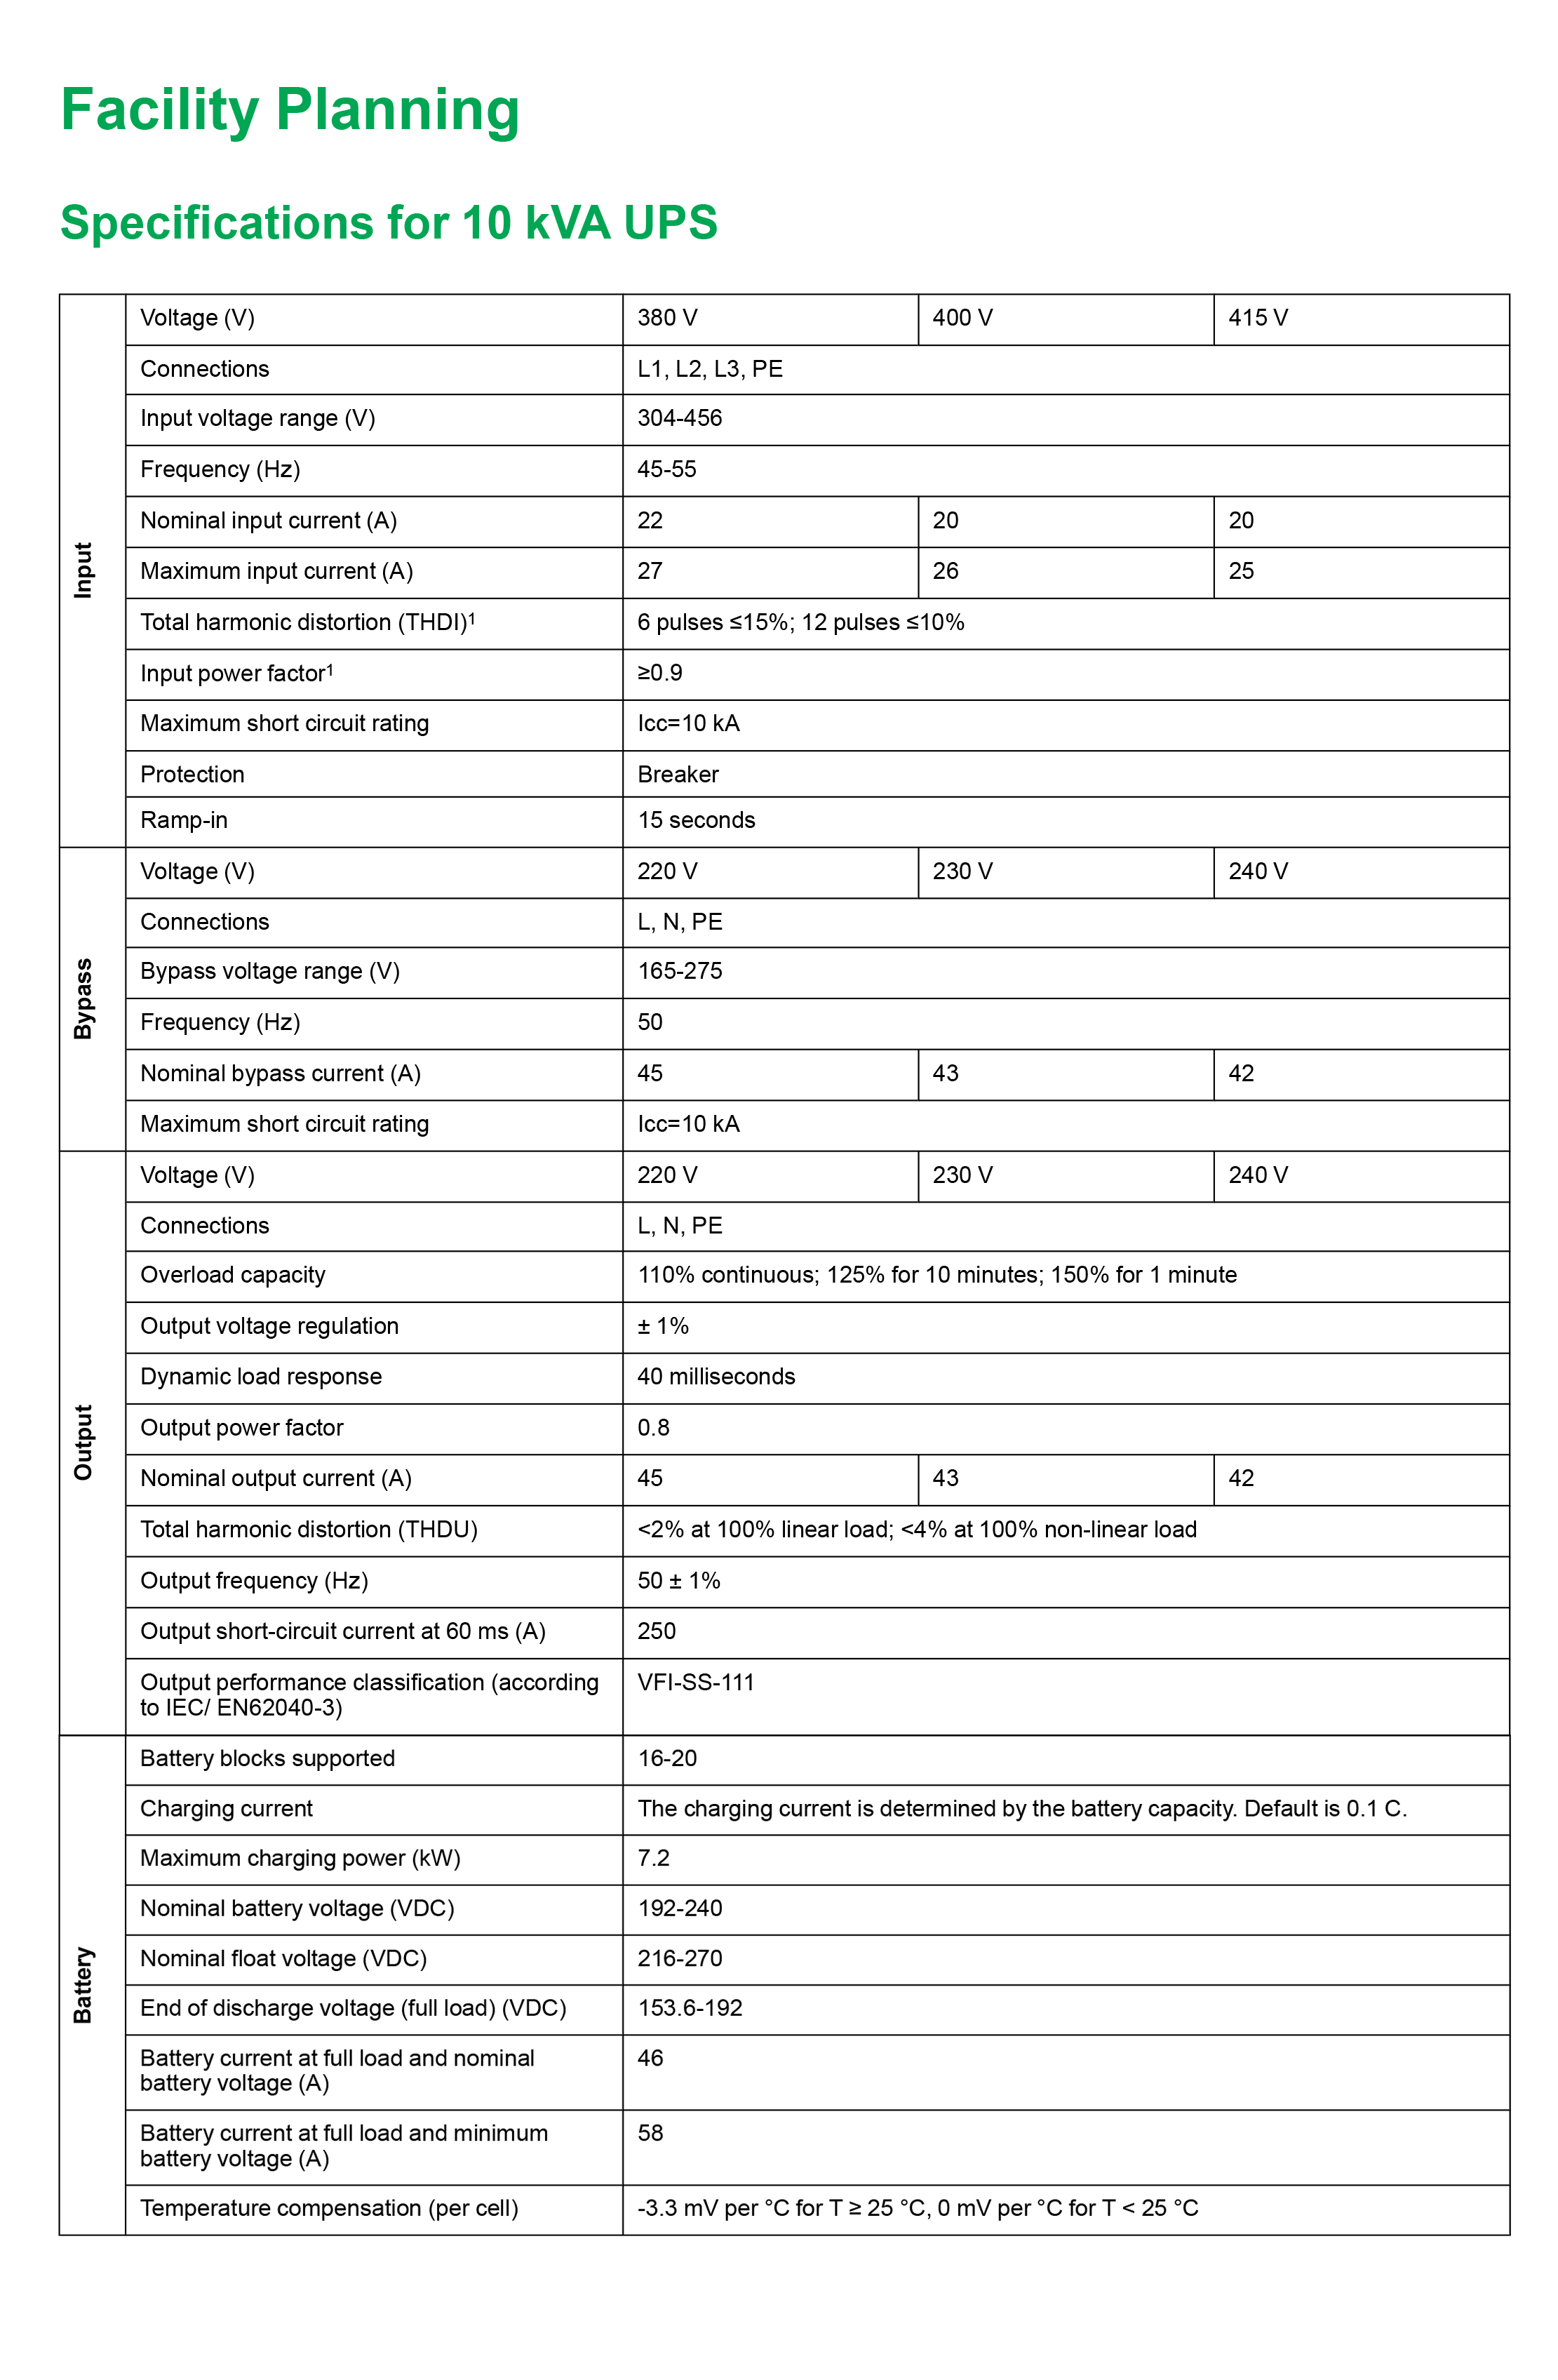 Facility Planning
Specifications for 10 kVA UPS
Input
Voltage (V) 380 V 400 V 415 V
Connections L1, L2, L3, PE
Input voltage range (V) 304-456
Frequency (Hz) 45-55
Nominal input current (A) 22 20 20
Maximum input current (A) 27 26 25
Total harmonic distortion (THDI)¹ 6 pulses ≤15%; 12 pulses ≤10%
Input power factor¹ ≥0.9
Maximum short circuit rating Icc=10 kA
Protection Breaker
Ramp-in 15 seconds
Bypass
Voltage (V) 220 V 230 V 240 V
Connections L, N, PE
Bypass voltage range (V) 165-275
Frequency (Hz) 50
Nominal bypass current (A) 45 43 42
Maximum short circuit rating Icc=10 kA
Output
Voltage (V) 220 V 230 V 240 V
Connections L, N, PE
Overload capacity 110% continuous; 125% for 10 minutes; 150% for 1 minute
Output voltage regulation ± 1%
Dynamic load response 40 milliseconds
Output power factor 0.8
Nominal output current (A) 45 43 42
Total harmonic distortion (THDU) <2% at 100% linear load; <4% at 100% non-linear load
Output frequency (Hz) 50 ± 1%
Output short-circuit current at 60 ms (A) 250
Output performance classification (according VFI-SS-111
to IEC/ EN62040-3)
Battery
Battery blocks supported 16-20
Charging current The charging current is determined by the battery capacity. Default is 0.1 C.
Maximum charging power (kW) 7.2
Nominal battery voltage (VDC) 192-240
Nominal float voltage (VDC) 216-270
End of discharge voltage (full load) (VDC) 153.6-192
Battery current at full load and nominal 46
battery voltage (A)
Battery current at full load and minimum 58
battery voltage (A)
Temperature compensation (per cell) -3.3 mV per °C for T ≥ 25 °C, 0 mV per °C for T < 25 °C